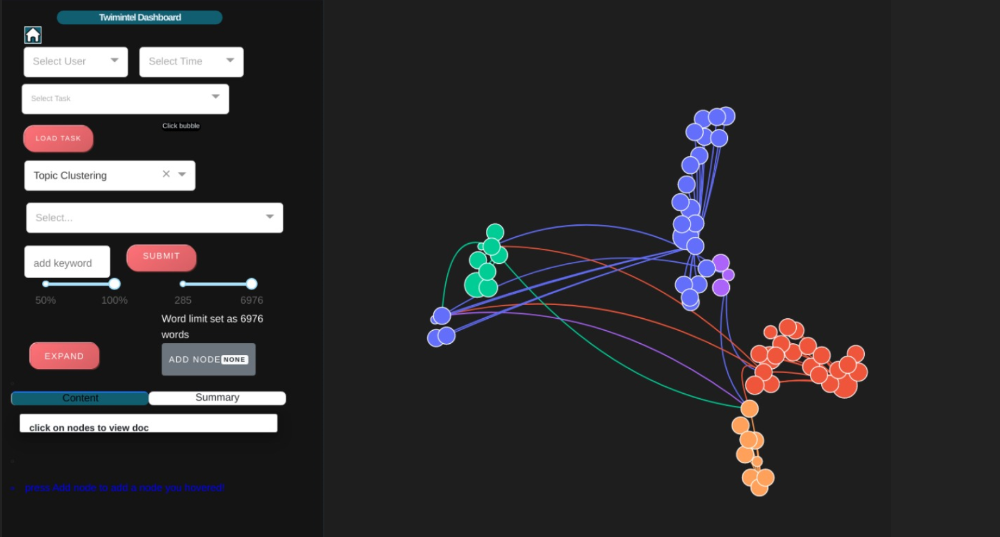 Twimintel Dashboard
Select User
Select Time
Select Task
Click bubble
LOAD TASK
Topic Clustering
Select...
add keyword
SUBMIT
50%
100%
285
6976
Word limit set as 6976
words
EXPAND
ADD NODE NONE
Content
Summary
click on nodes to view doc
press Add node to add a node you hovered!